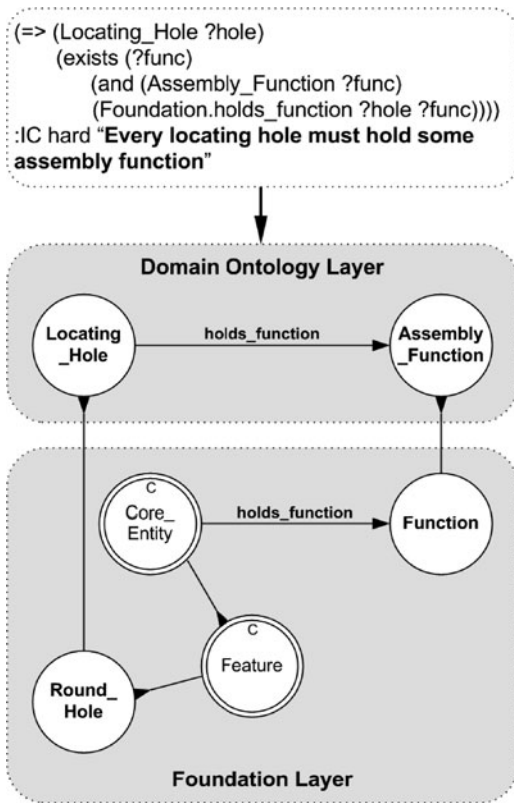 (=> (Locating_Hole ?hole)
(exists (?func)
(and (Assembly_Function ?func)
(Foundation.holds_function ?hole ?func))))
:IC hard “Every locating hole must hold some
assembly function”
Domain Ontology Layer
Locating
_Hole
holds_function
Assembly
_Function
C
Core_
Entity
holds_function
Function
C
Feature
Round_
Hole
Foundation Layer